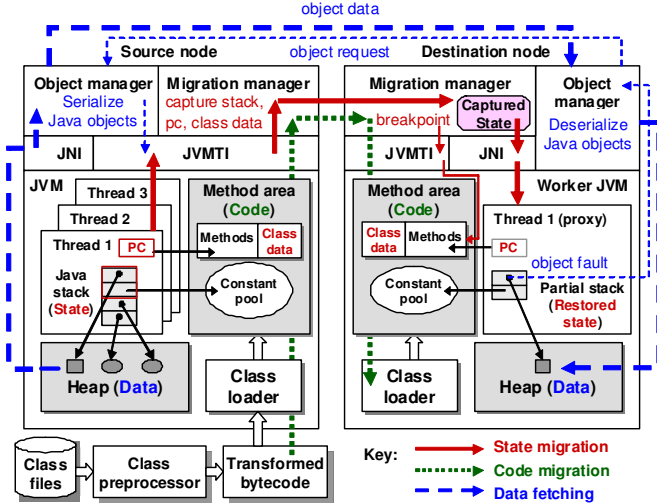 object data
Source node
object request
Destination node
Object manager
Serialize
Java objects
Migration manager
capture stack,
pc, class data
JNI
JVMTI
JVM
Thread 3
Thread 2
Thread 1
PC
Java
stack
(State)
Method area
(Code)
Methods
Class
data
Constant
pool
Heap (Data)
Class
loader
Class
files
Class
preprocessor
Transformed
bytecode
Migration manager
breakpoint
Captured
State
Object
manager
Deserialize
Java objects
JVMTI
JNI
Worker JVM
Method area
(Code)
Class
data
Methods
Constant
pool
Thread 1 (proxy)
PC
object fault
Partial stack
(Restored
state)
Class
loader
Heap (Data)
Key:
State migration
Code migration
Data fetching